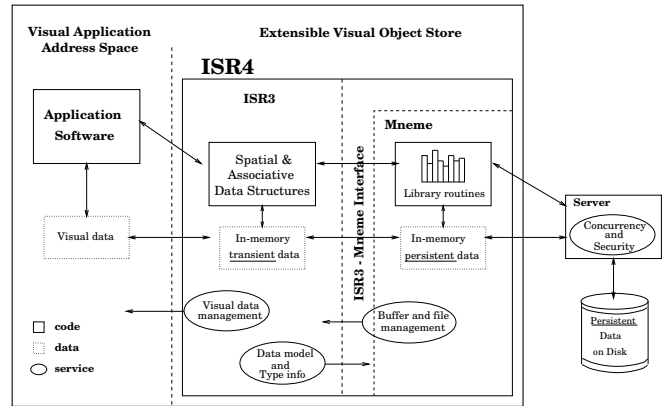 Visual Application
Address Space
Extensible Visual Object Store
ISR4
ISR3
Mneme
Application
Software
Spatial &
Associative
Data Structures
ISR3 - Mneme Interface
Library routines
Server
Concurrency
and
Security
Visual data
In-memory
transient data
In-memory
persistent data
Visual data
management
Buffer and file
management
Data model
and
Type info
Persistent
Data
on Disk
code
data
service